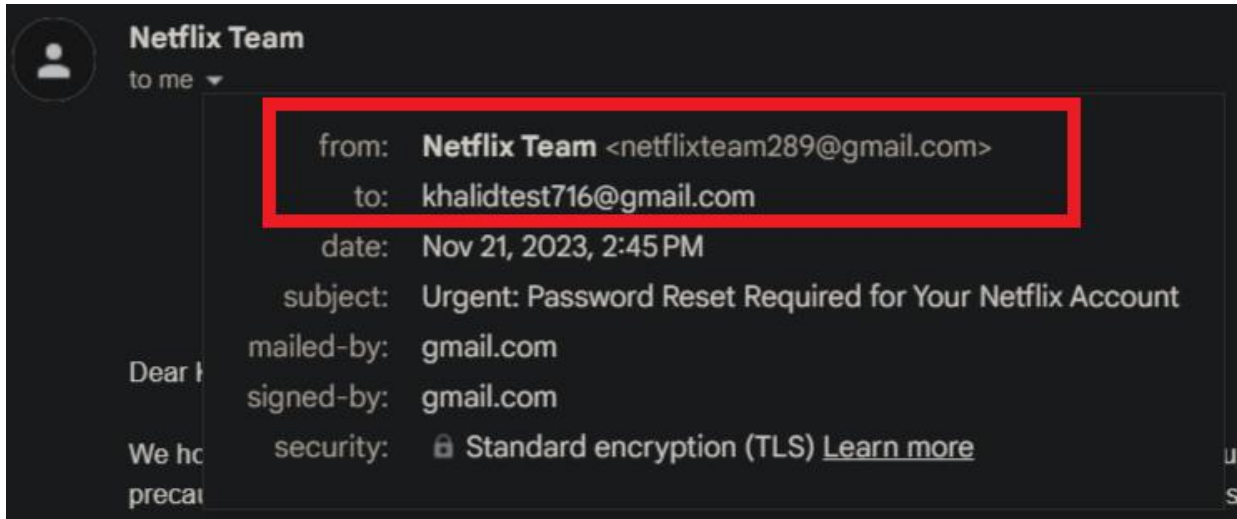 Netflix Team
to me
from: Netflix Team <netflixteam289@gmail.com>
to: khalidtest716@gmail.com
date: Nov 21, 2023, 2:45 PM
subject: Urgent: Password Reset Required for Your Netflix Account
mailed-by: gmail.com
Dear
signed-by: gmail.com
security: Standard encryption (TLS) Learn more
We